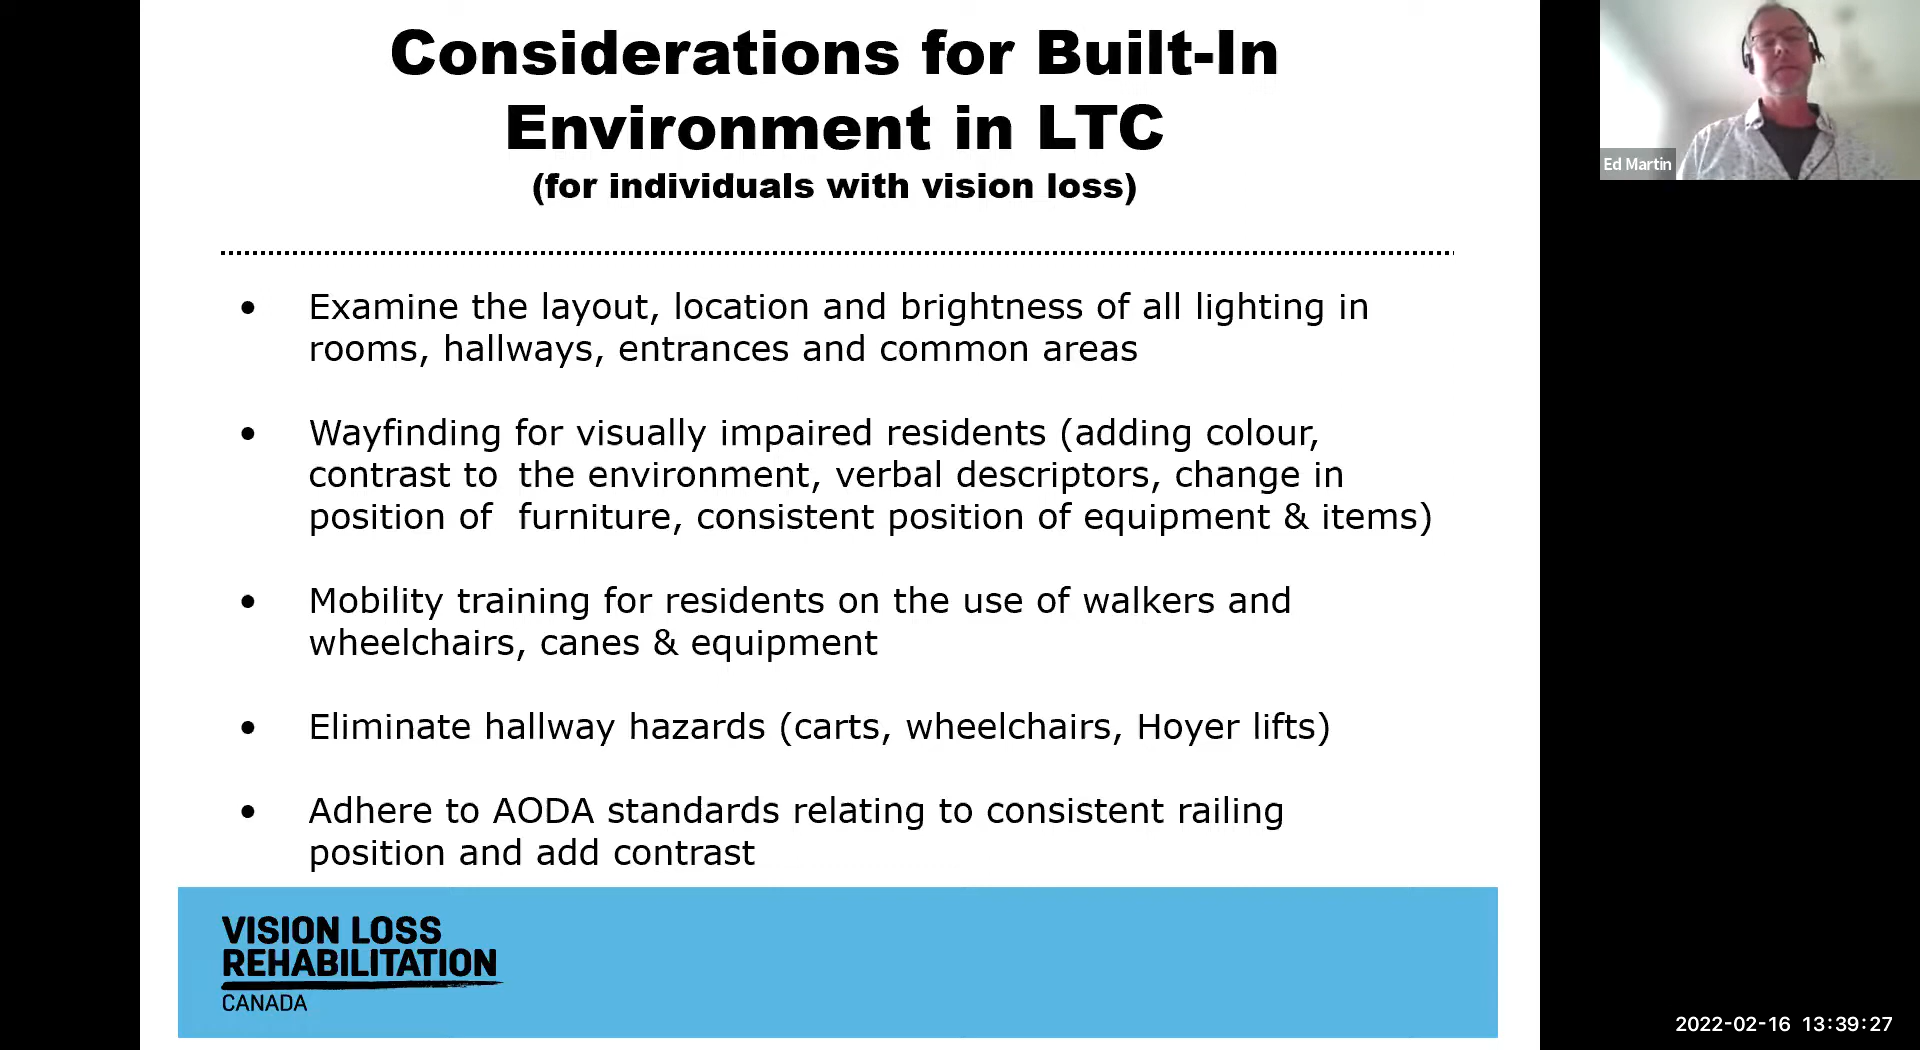 Considerations for Built-In
Environment in LTC
(for individuals with vision loss)
• Examine the layout, location and brightness of all lighting in
rooms, hallways, entrances and common areas
• Wayfinding for visually impaired residents (adding colour,
contrast to the environment, verbal descriptors, change in
position of furniture, consistent position of equipment & items)
• Mobility training for residents on the use of walkers and
wheelchairs, canes & equipment
• Eliminate hallway hazards (carts, wheelchairs, Hoyer lifts)
• Adhere to AODA standards relating to consistent railing
position and add contrast
VISION LOSS
REHABILITATION
CANADA
Ed Martin
2022-02-16 13:39:27